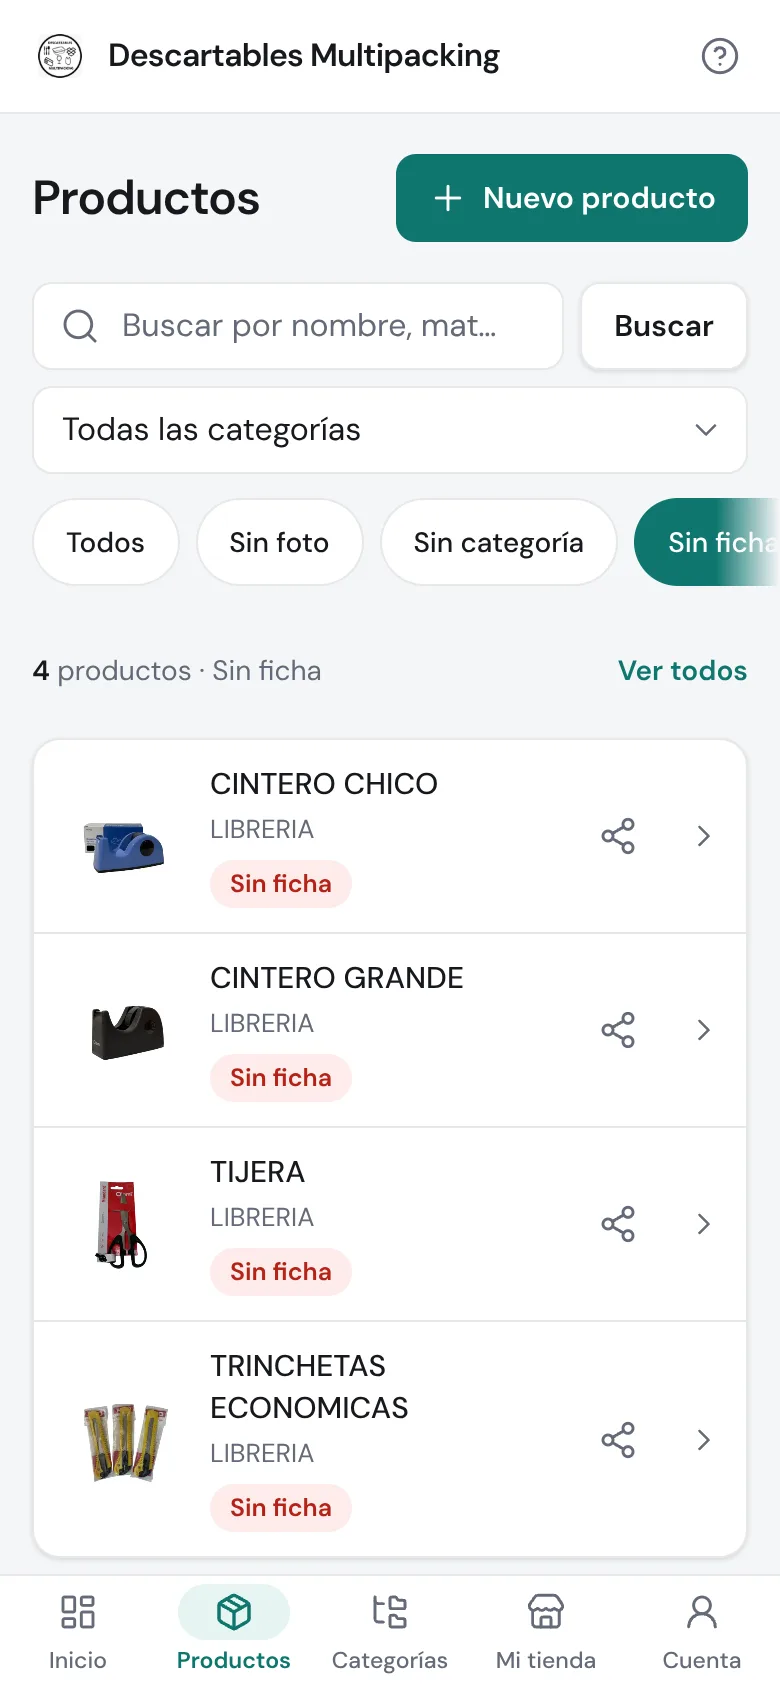 Descartables Multipacking
Productos
Nuevo producto
Buscar por nombre, mat...
Buscar
Todas las categorías
Todos
Sin foto
Sin categoría
Sin ficha
4 productos · Sin ficha
Ver todos
CINTERO CHICO
LIBRERIA
Sin ficha
CINTERO GRANDE
LIBRERIA
Sin ficha
TIJERA
LIBRERIA
Sin ficha
TRINCHETAS
ECONOMICAS
LIBRERIA
Sin ficha
Inicio
Productos
Categorías
Mi tienda
Cuenta